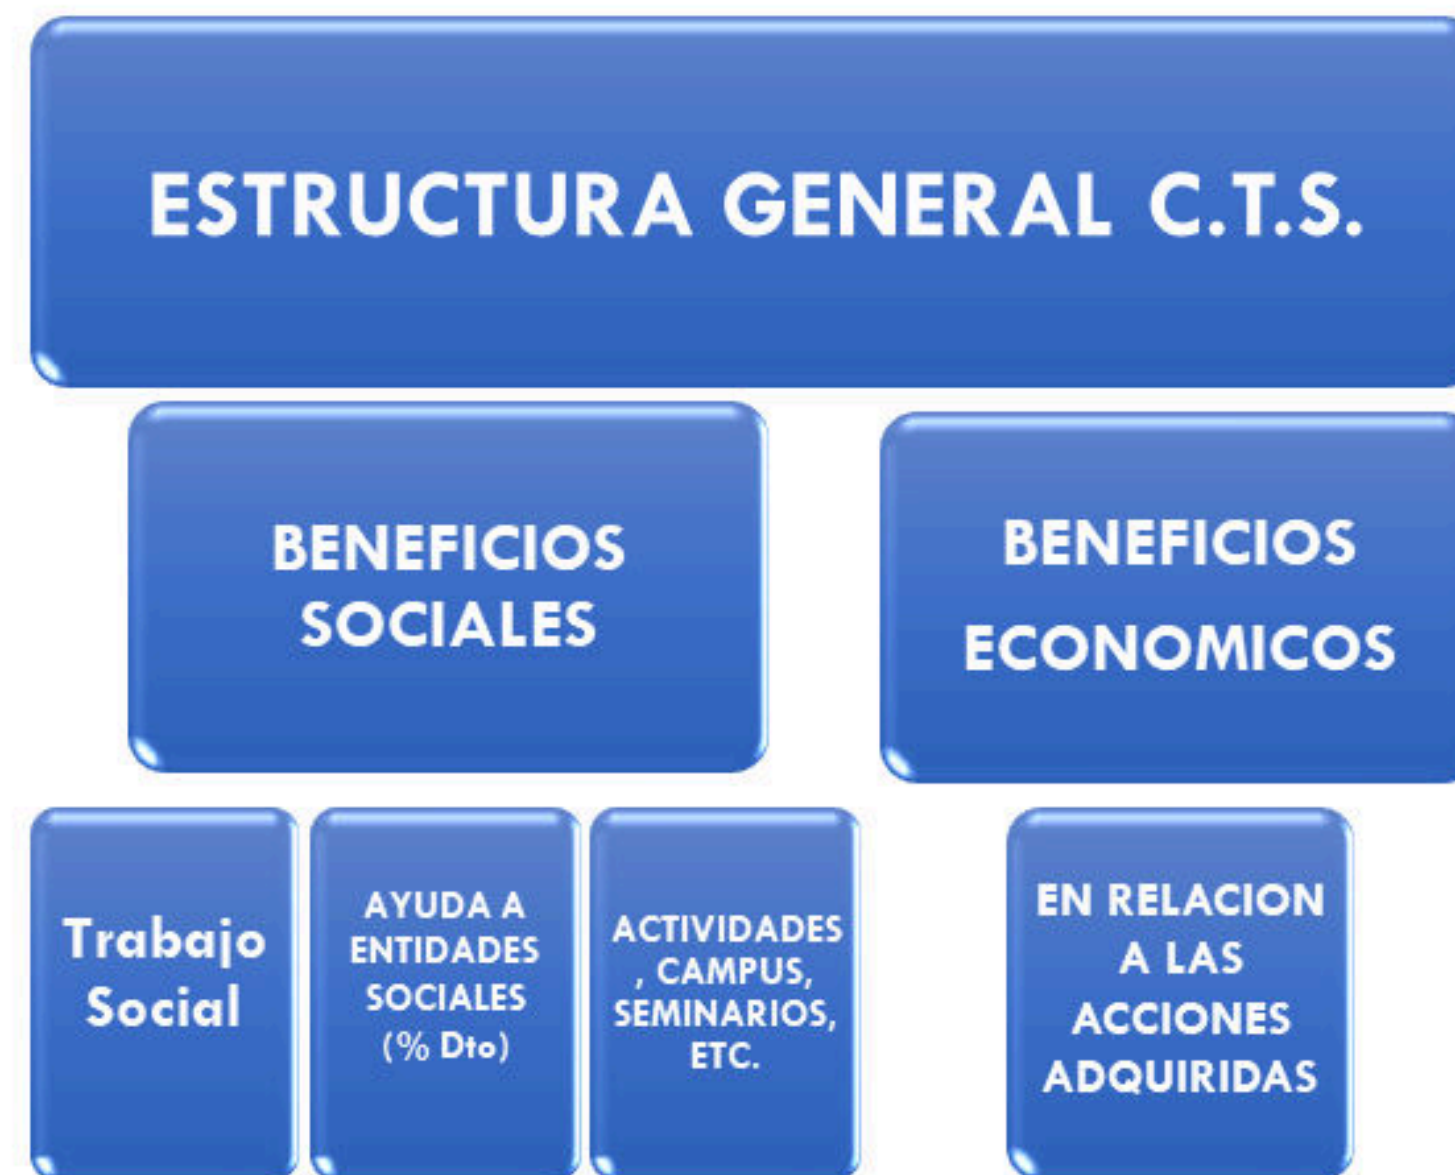 ESTRUCTURA GENERAL C.T.S.
BENEFICIOS
SOCIALES
BENEFICIOS
ECONOMICOS
Trabajo
Social
AYUDA A
ENTIDADES
SOCIALES
(% Dto)
ACTIVIDADES
, CAMPUS,
SEMINARIOS,
ETC.
EN RELACION
A LAS
ACCIONES
ADQUIRIDAS